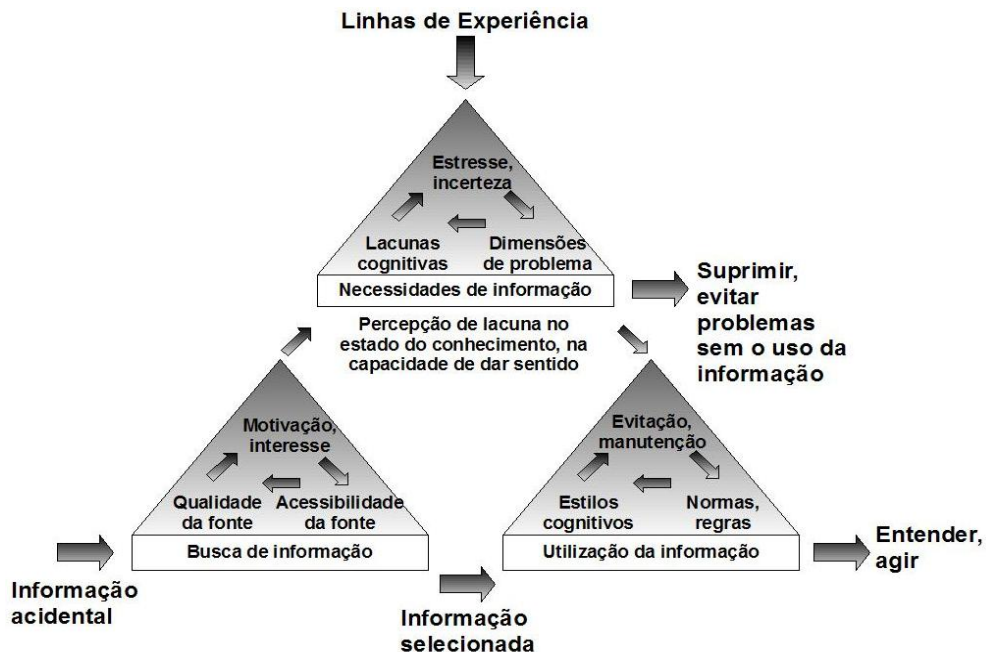 Linhas de Experiência
Estresse,
incerteza
Lacunas
cognitivas
Dimensões
de problema
Necessidades de informação
Suprimir,
evitar
problemas
sem o uso da
informação
Percepção de lacuna no
estado do conhecimento, na
capacidade de dar sentido
Motivação,
interesse
Qualidade
da fonte
Acessibilidade
da fonte
Busca de informação
Evitação,
manutenção
Estilos
cognitivos
Normas,
regras
Utilização da informação
Entender,
agir
Informação
acidental
Informação
selecionada